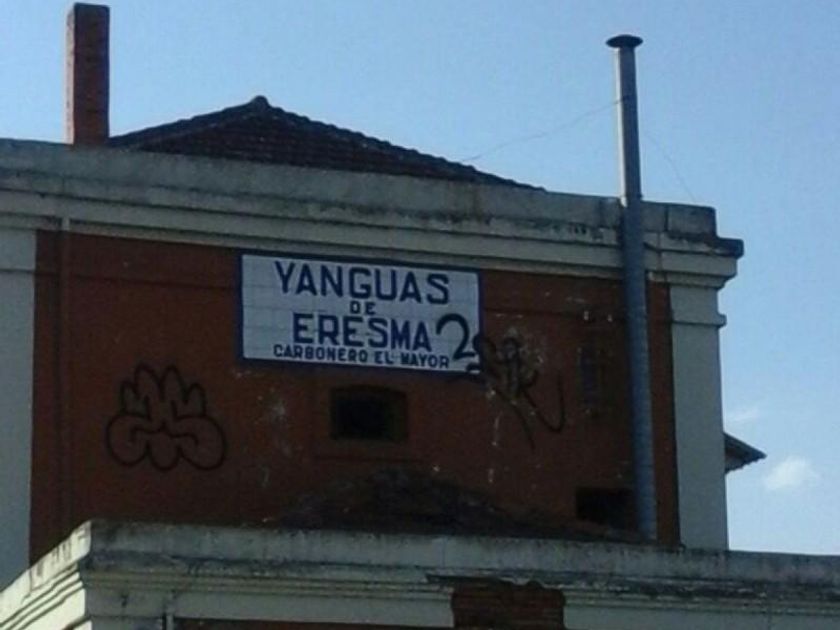 YANGUAS
DE
ERESMA
CARBONERO EL MAYOR